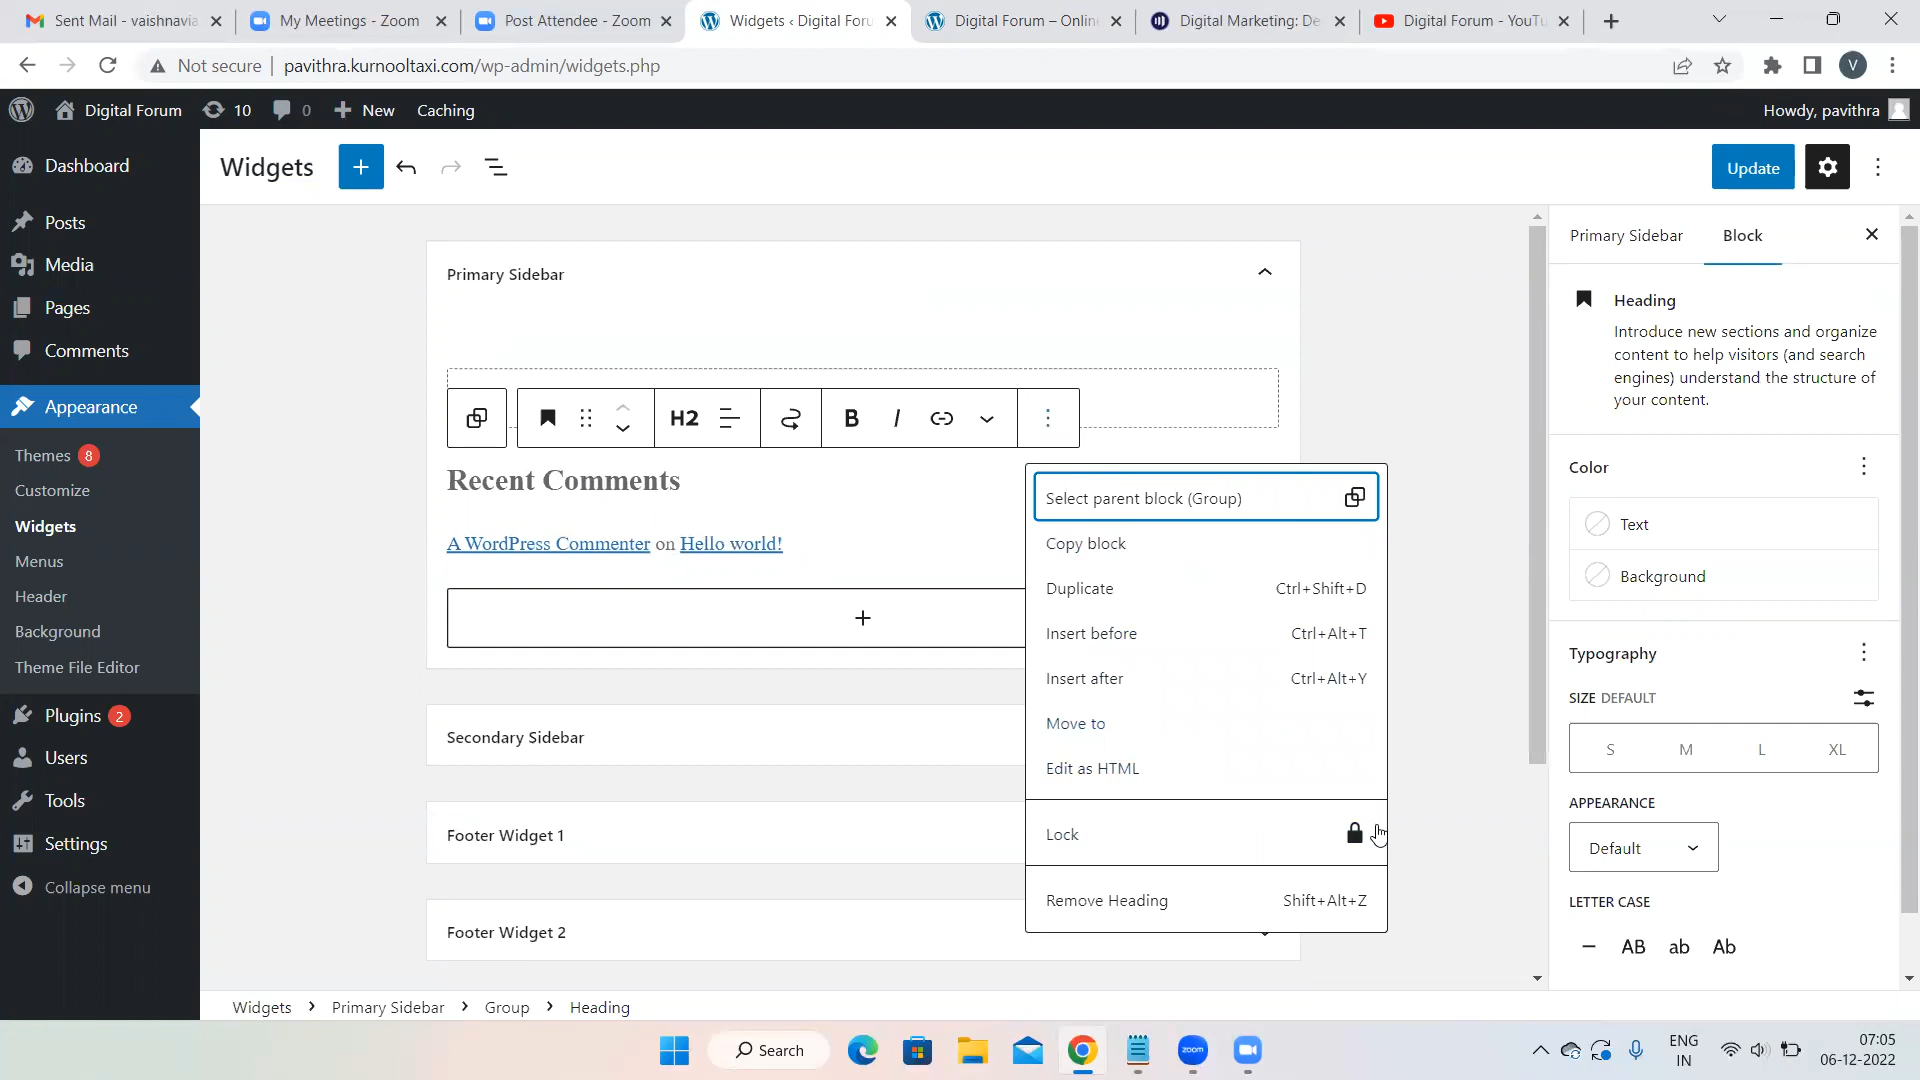 Sent Mail - vaishnavia
My Meetings - Zoom
Post Attendee - Zoom
Widgets ‹ Digital Foru
Digital Forum – Onlin
Digital Marketing: De
Digital Forum - YouTu
Not secure
pavithra.kurnooltaxi.com/wp-admin/widgets.php
V
Digital Forum
10
0
New
Caching
Howdy, pavithra
Dashboard
Posts
Media
Pages
Comments
Appearance
Themes 8
Customize
Widgets
Menus
Header
Background
Theme File Editor
Plugins 2
Users
Tools
Settings
Collapse menu
Widgets
Update
Primary Sidebar
H2
B
I
Recent Comments
A WordPress Commenter on Hello world!
Secondary Sidebar
Footer Widget 1
Footer Widget 2
Select parent block (Group)
Copy block
Duplicate Ctrl+Shift+D
Insert before Ctrl+Alt+T
Insert after Ctrl+Alt+Y
Move to
Edit as HTML
Lock
Remove Heading Shift+Alt+Z
Primary Sidebar
Block
Heading
Introduce new sections and organize
content to help visitors (and search
engines) understand the structure of
your content.
Color
Text
Background
Typography
SIZE DEFAULT
S M L XL
APPEARANCE
Default
LETTER CASE
AB ab Ab
Widgets
Primary Sidebar
Group
Heading
Search
zoom
ENG
IN
07:05
06-12-2022